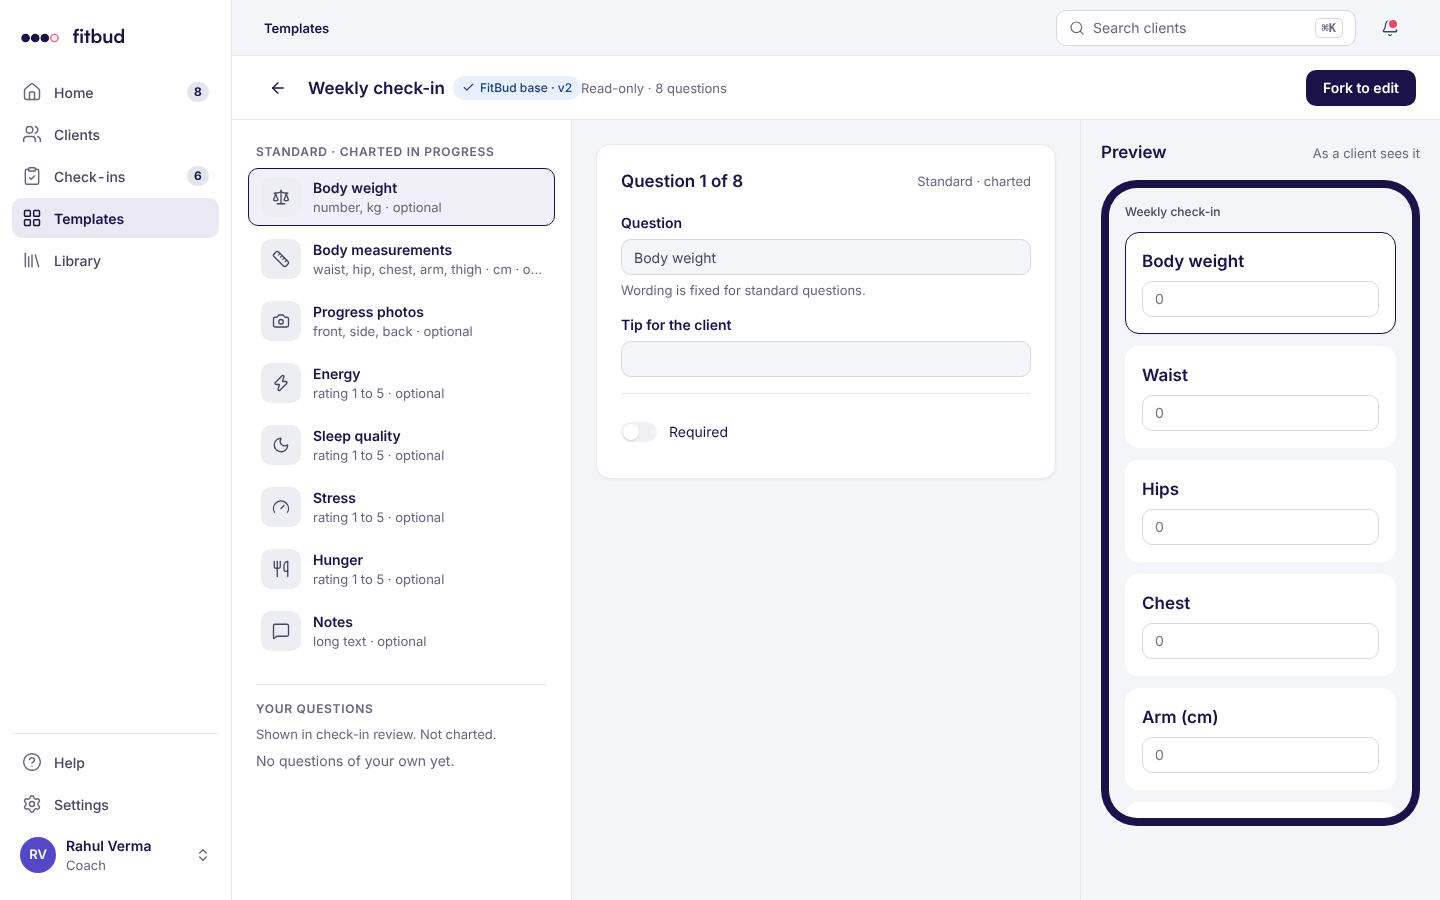 fitbud
Home 8
Clients
Check-ins 6
Templates
Library
Help
Settings
RV
Rahul Verma
Coach
Templates
Search clients ⌘K
Weekly check-in FitBud base · v2 Read-only · 8 questions
Fork to edit
STANDARD · CHARTED IN PROGRESS
Body weight
number, kg · optional
Body measurements
waist, hip, chest, arm, thigh · cm · o...
Progress photos
front, side, back · optional
Energy
rating 1 to 5 · optional
Sleep quality
rating 1 to 5 · optional
Stress
rating 1 to 5 · optional
Hunger
rating 1 to 5 · optional
Notes
long text · optional
YOUR QUESTIONS
Shown in check-in review. Not charted.
No questions of your own yet.
Question 1 of 8 Standard · charted
Question
Body weight
Wording is fixed for standard questions.
Tip for the client
Required
Preview As a client sees it
Weekly check-in
Body weight
0
Waist
0
Hips
0
Chest
0
Arm (cm)
0